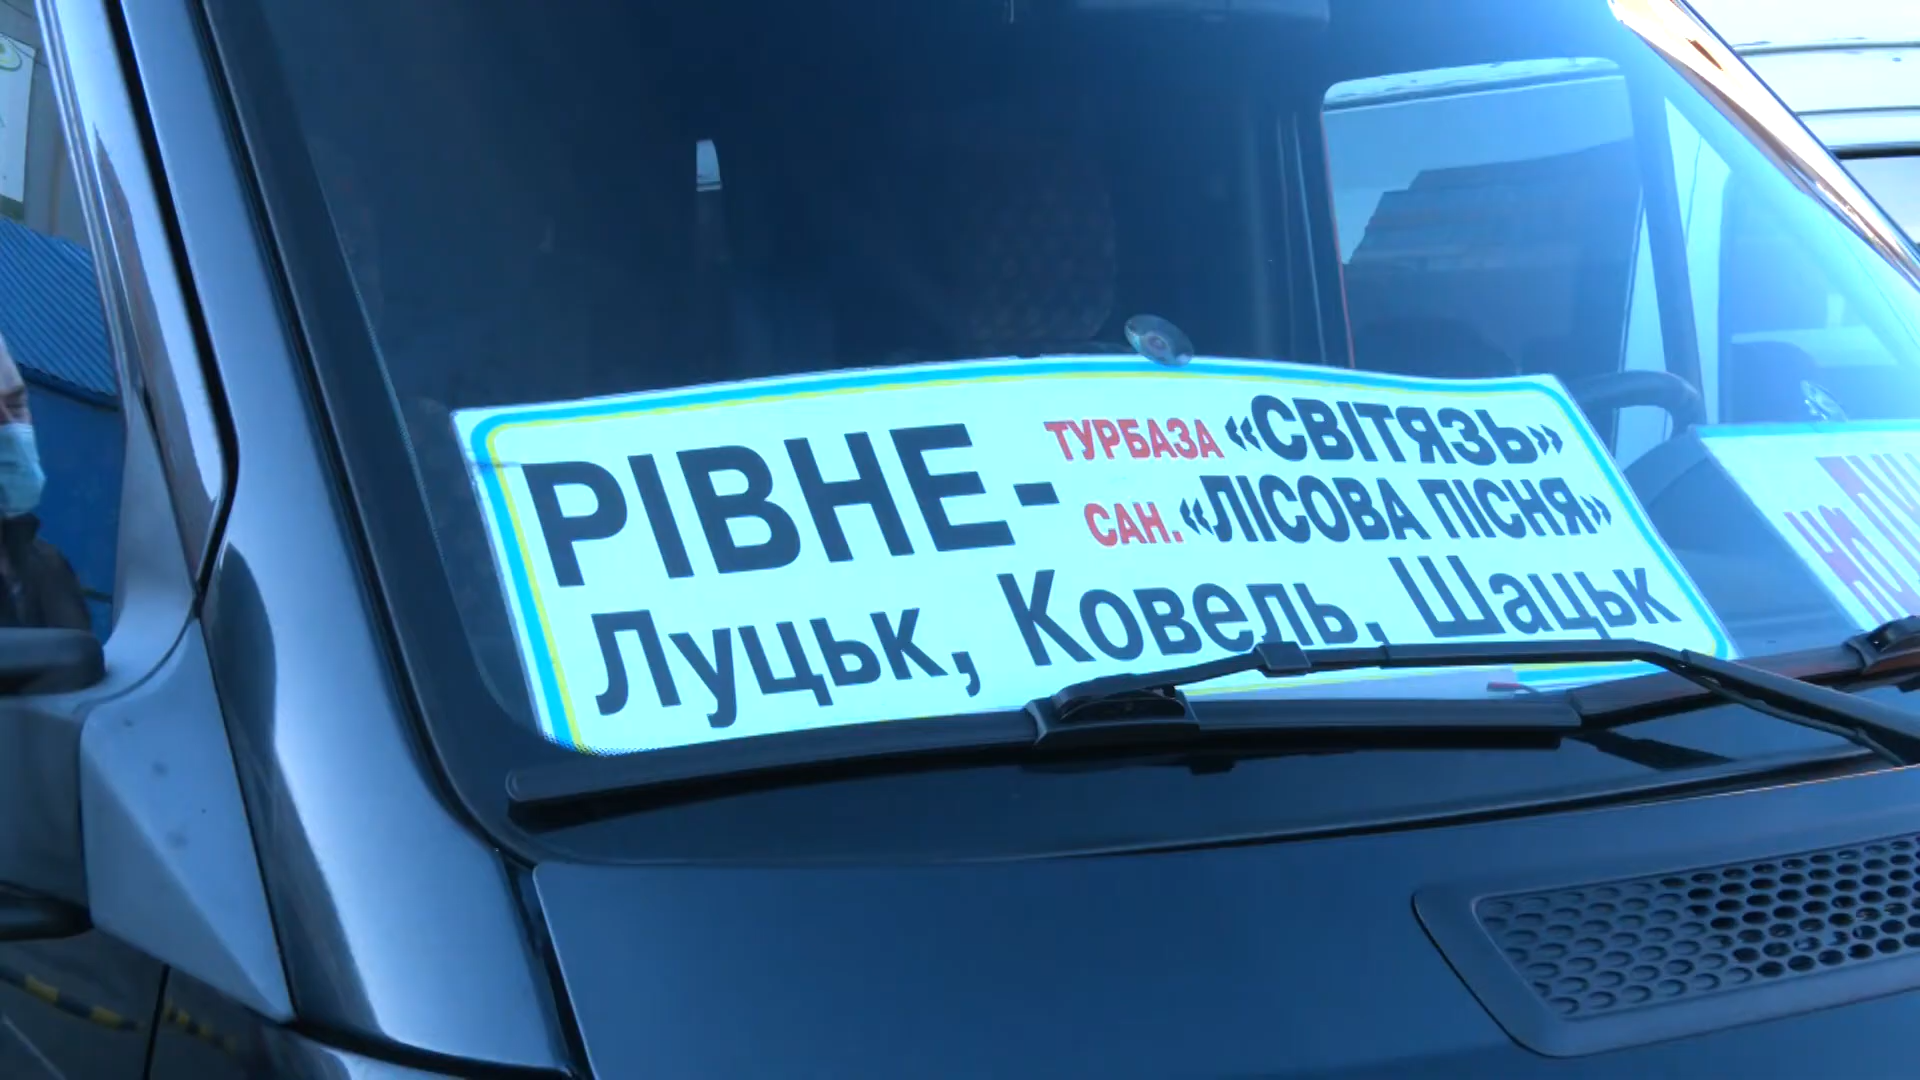 РІВНЕ - ТУРБАЗА «СВІТЯЗЬ»
САН. «ЛІСОВА ПІСНЯ»
Луцьк, Ковель, Шацьк